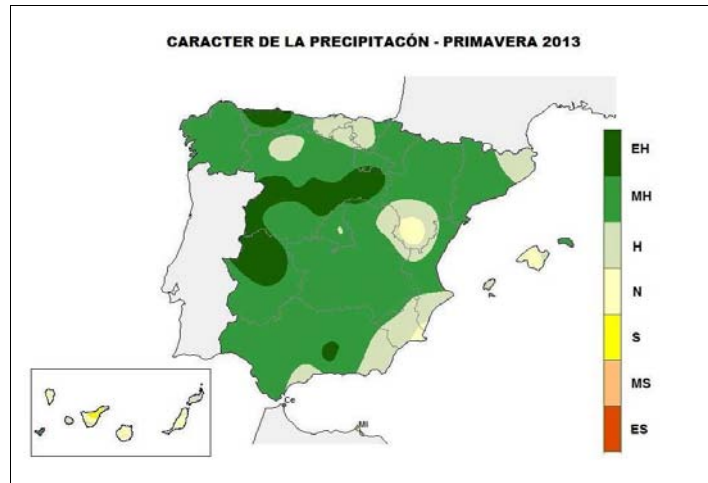 CARACTER DE LA PRECIPITACÓN - PRIMAVERA 2013
EH
MH
H
N
S
MS
ES
Ce
Ml